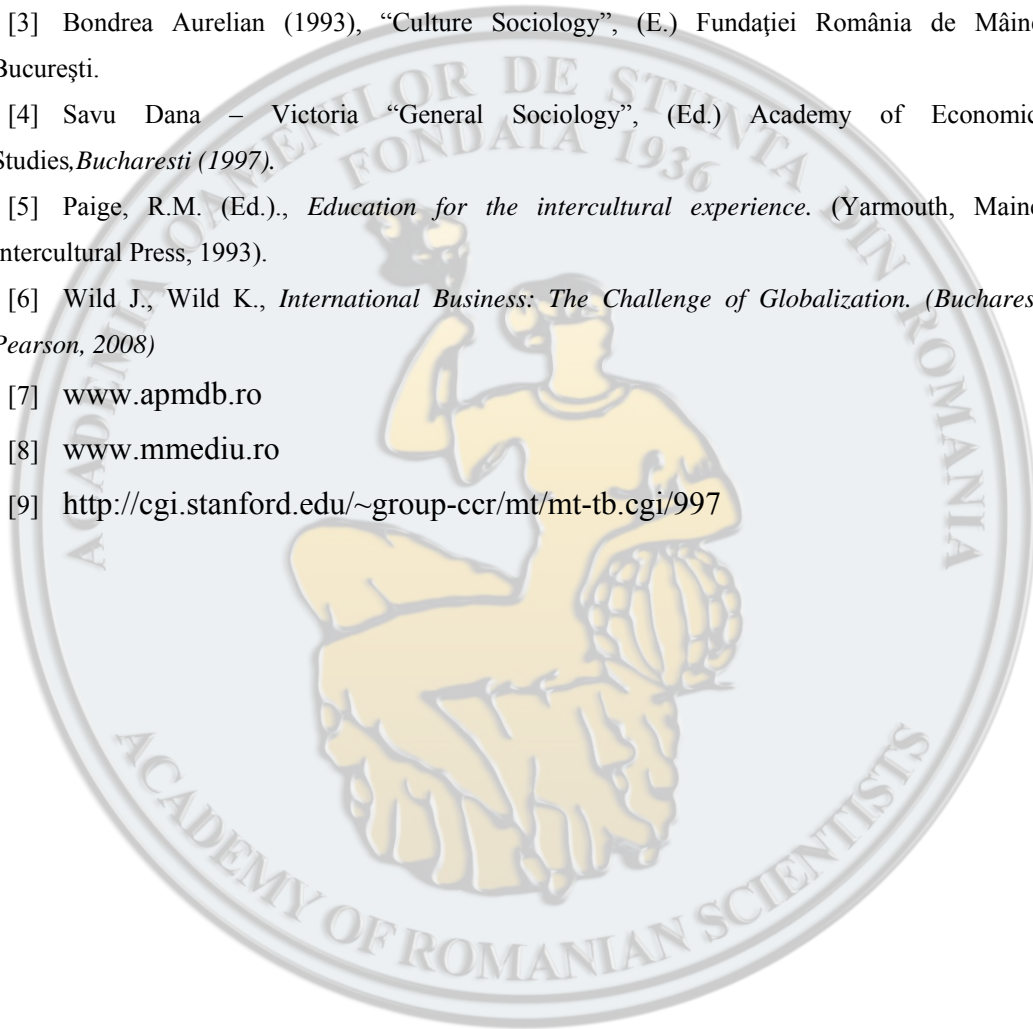 [3] Bondrea Aurelian (1993), “Culture Sociology”, (E.) Fundaţiei România de Mâine
Bucureşti.
[4] Savu Dana – Victoria “General Sociology”, (Ed.) Academy of Economic
Studies,Bucharesti (1997).
[5] Paige, R.M. (Ed.)., Education for the intercultural experience. (Yarmouth, Maine
Intercultural Press, 1993).
[6] Wild J., Wild K., International Business: The Challenge of Globalization. (Bucharest
Pearson, 2008)
[7] www.apmdb.ro
[8] www.mmediu.ro
[9] http://cgi.stanford.edu/~group-ccr/mt/mt-tb.cgi/997
ACADEMIA OAMENILOR DE STIINTA DIN ROMANIA
FONDATA 1936
ACADEMY OF ROMANIAN SCIENTISTS